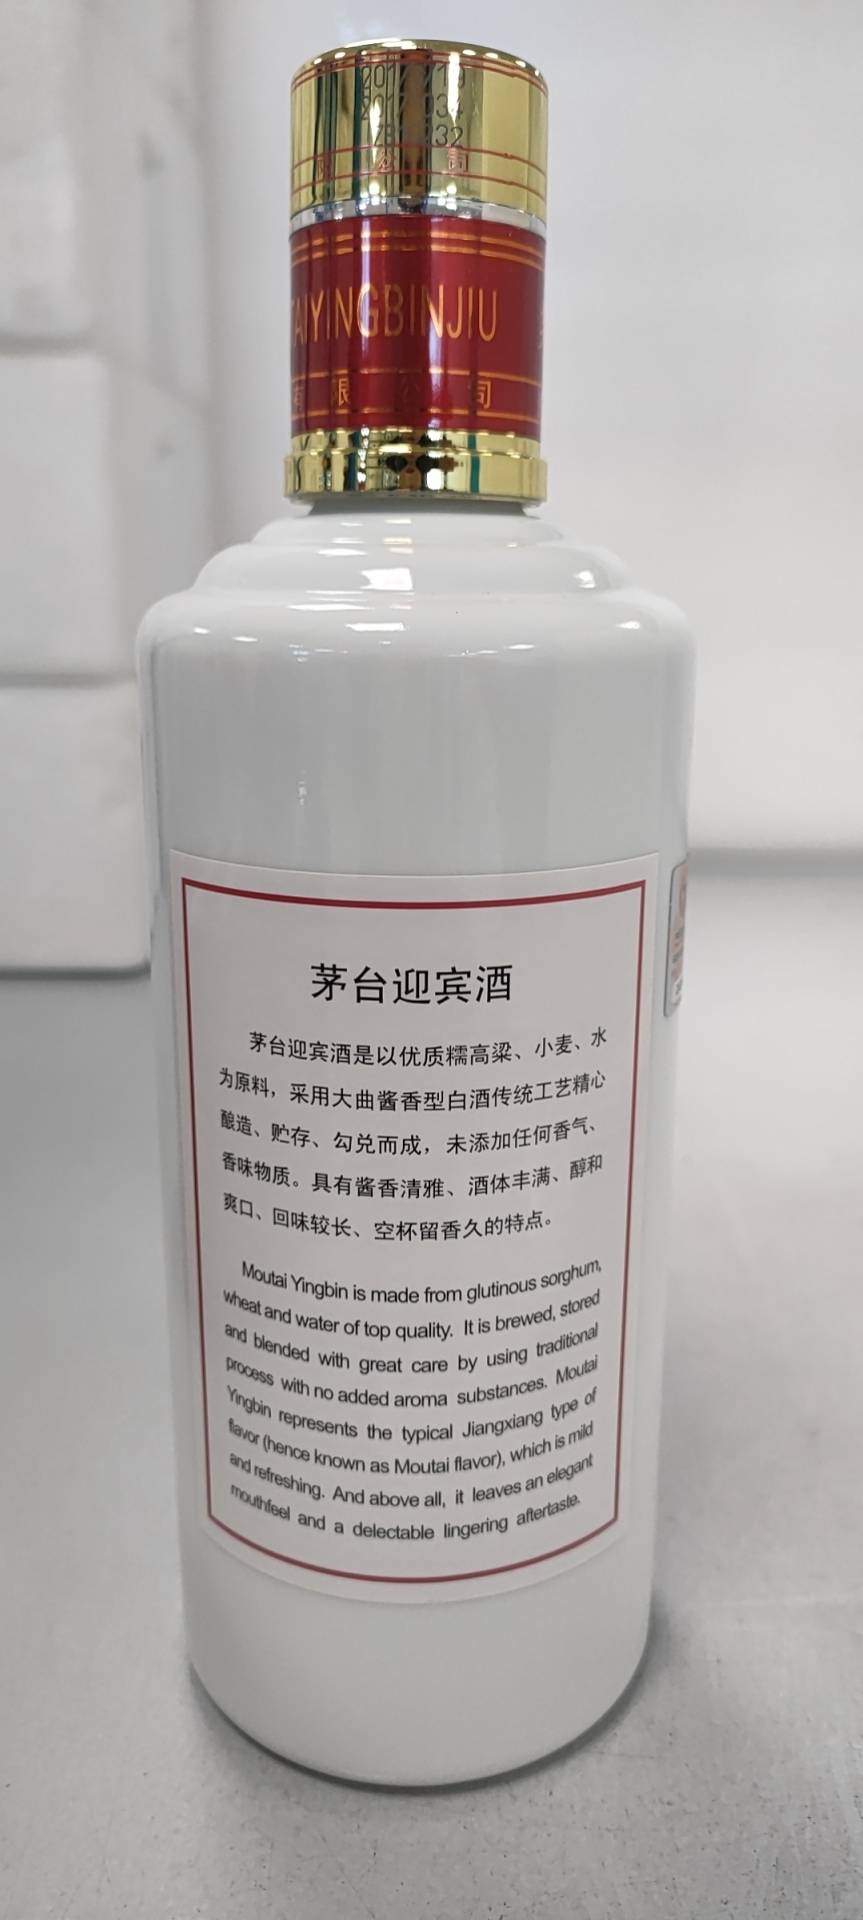 公司
TAIYINGBINJIU
有限公司
茅台迎宾酒
茅台迎宾酒是以优质糯高粱、小麦、水
为原料，采用大曲酱香型白酒传统工艺精心
酿造、贮存、勾兑而成，未添加任何香气、
香味物质。具有酱香清雅、酒体丰满、醇和
爽口、回味较长、空杯留香久的特点。
Moutai Yingbin is made from glutinous sorghum,
wheat and water of top quality. It is brewed, stored
and blended with great care by using traditional
process with no added aroma substances. Moutai
Yingbin represents the typical Jiangxiang type of
flavor (hence known as Moutai flavor), which is mild
and refreshing. And above all, it leaves an elegant
mouthfeel and a delectable lingering aftertaste.